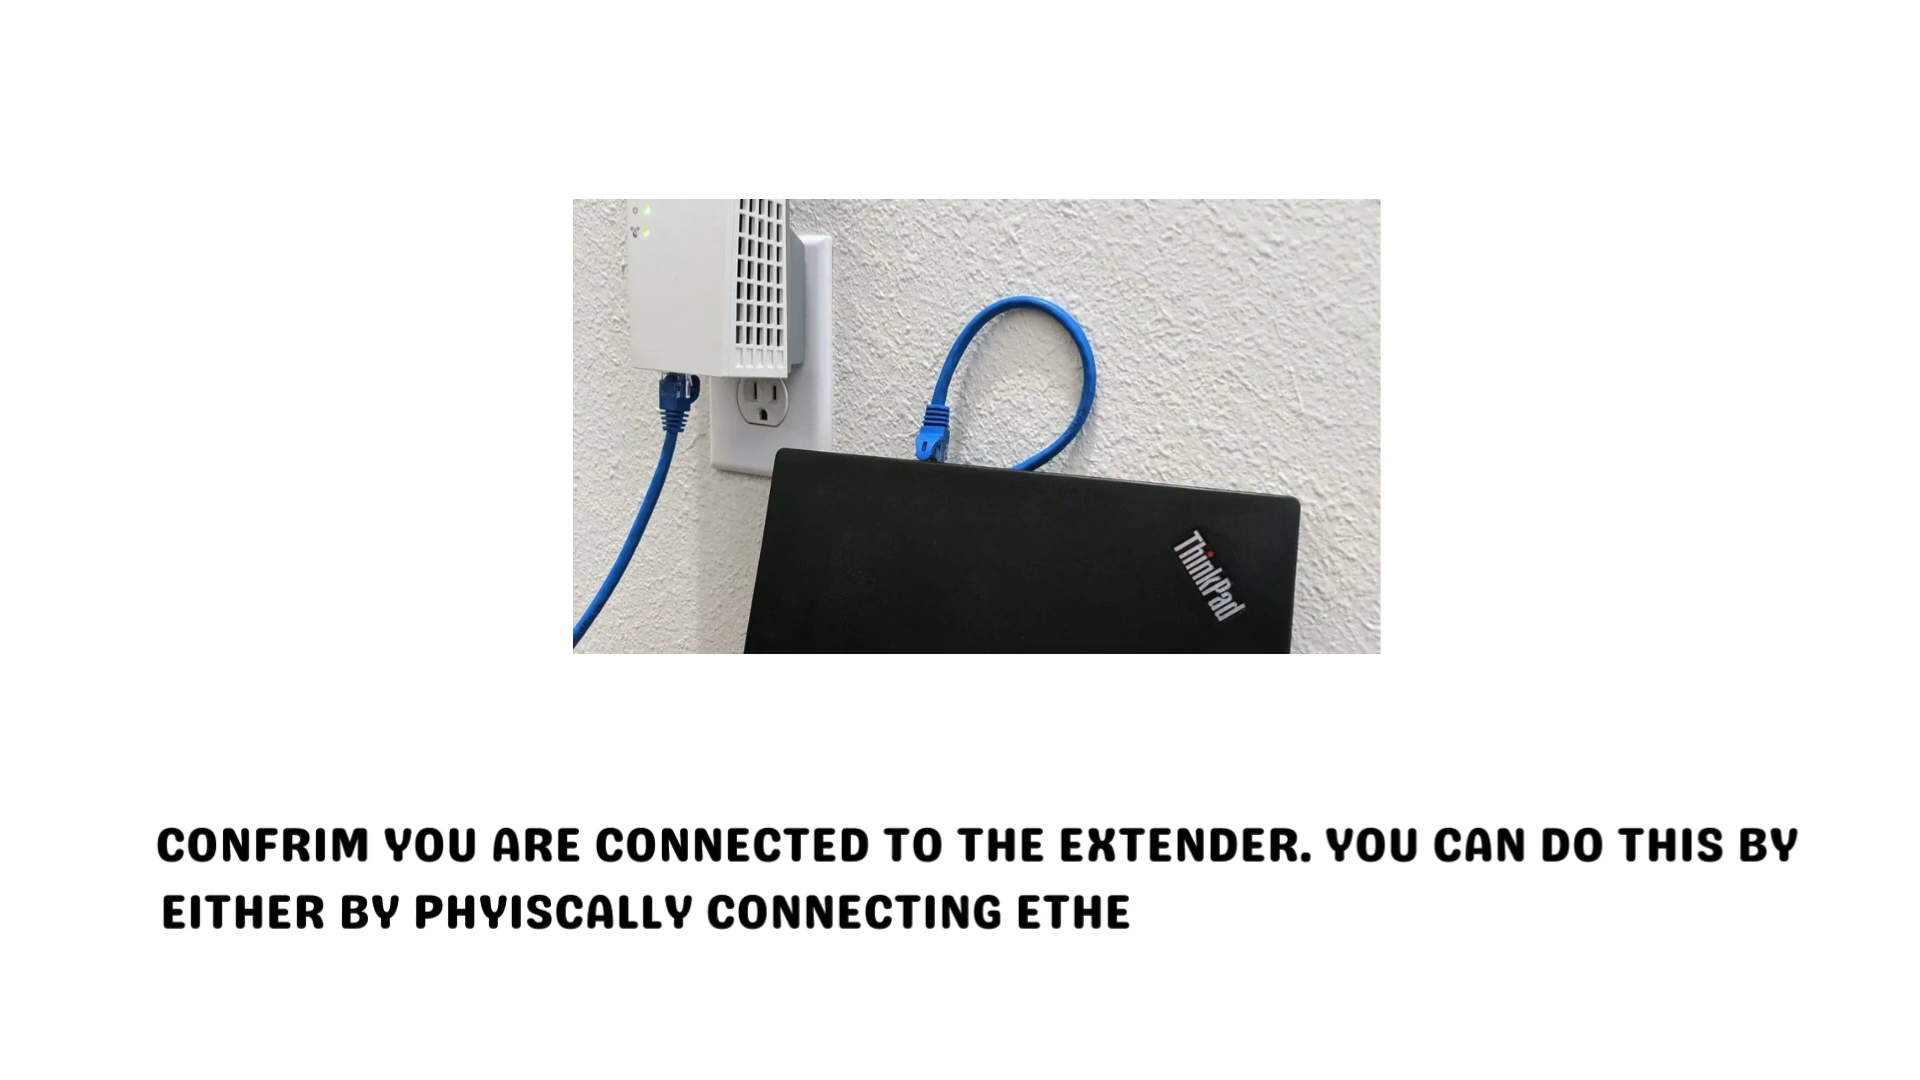 ThinkPad
CONFRIM YOU ARE CONNECTED TO THE EXTENDER. YOU CAN DO THIS BY
EITHER BY PHYISCALLY CONNECTING ETHE